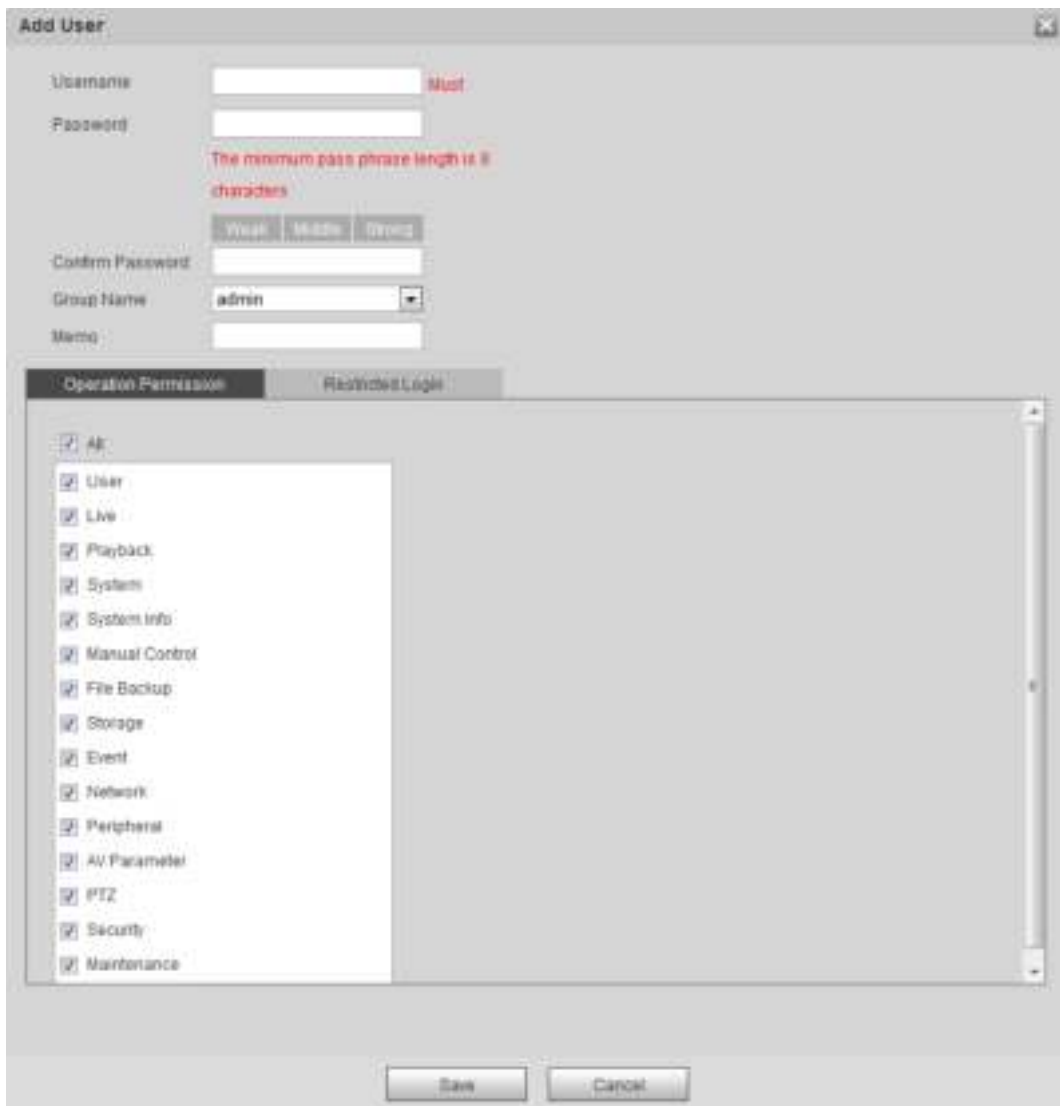 Add User
Username
Must
Password
The minimum pass phrase length is 8
characters
Weak Middle Strong
Confirm Password
Group Name
admin
Memo
Operation Permission
Restricted Login
All
User
Live
Playback
System
System Info
Manual Control
File Backup
Storage
Event
Network
Peripheral
AV Parameter
PTZ
Security
Maintenance
Save
Cancel